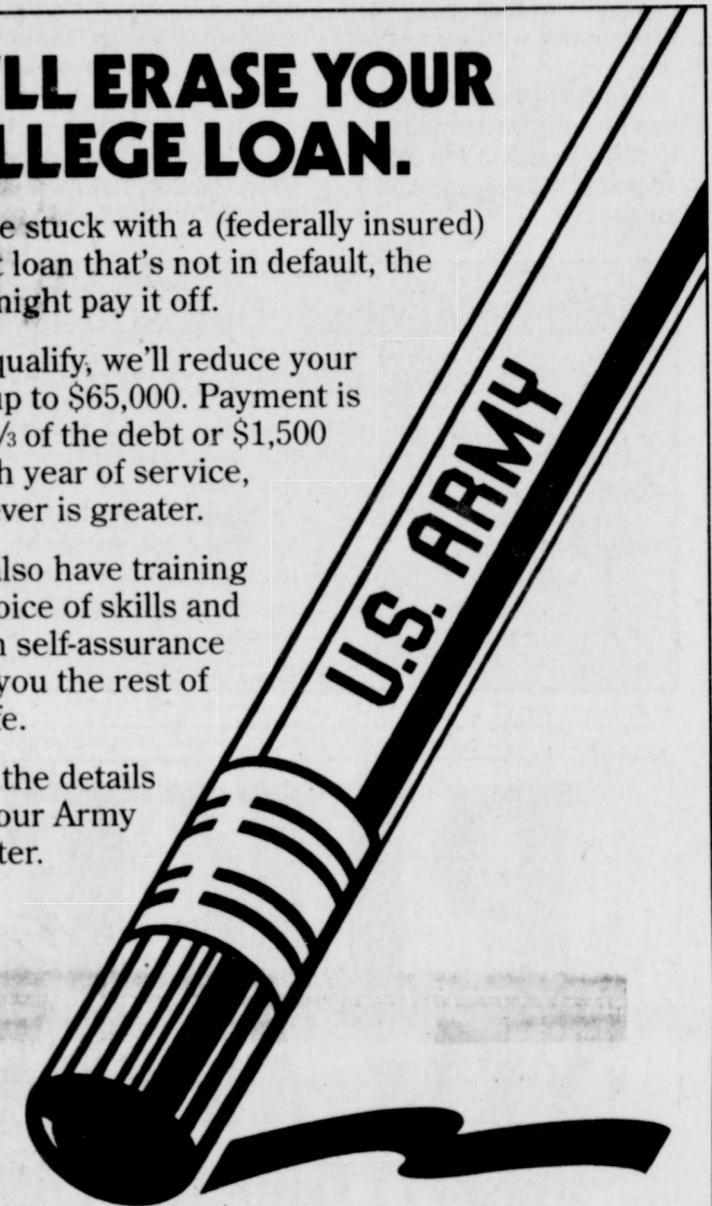 'LL ERASE YOUR
LLEGE LOAN.
e stuck with a (federally insured)
t loan that's not in default, the
might pay it off.
qualify, we'll reduce your
up to $65,000. Payment is
⅓ of the debt or $1,500
h year of service,
ver is greater.
also have training
oice of skills and
n self-assurance
you the rest of
fe.
the details
our Army
ter.
U.S. ARMY